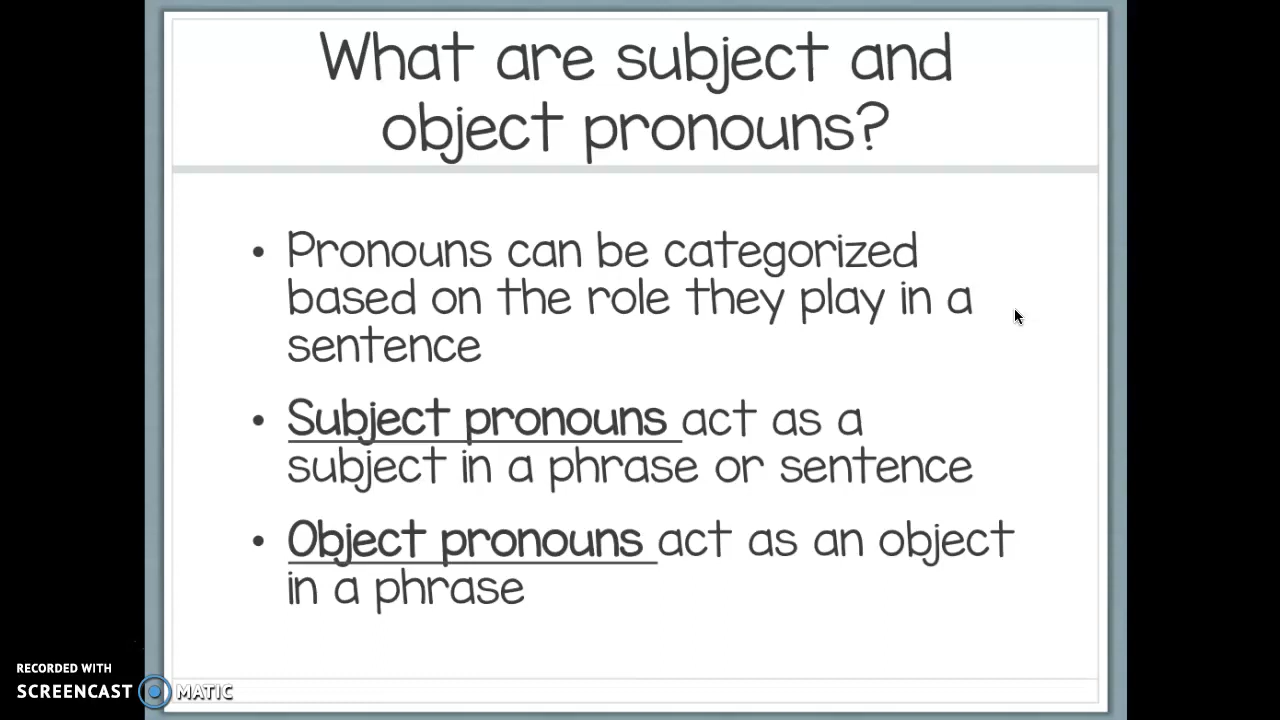 What are subject and
object pronouns?
• Pronouns can be categorized
based on the role they play in a
sentence
• Subject pronouns act as a
subject in a phrase or sentence
• Object pronouns act as an object
in a phrase
RECORDED WITH
SCREENCAST MATIC